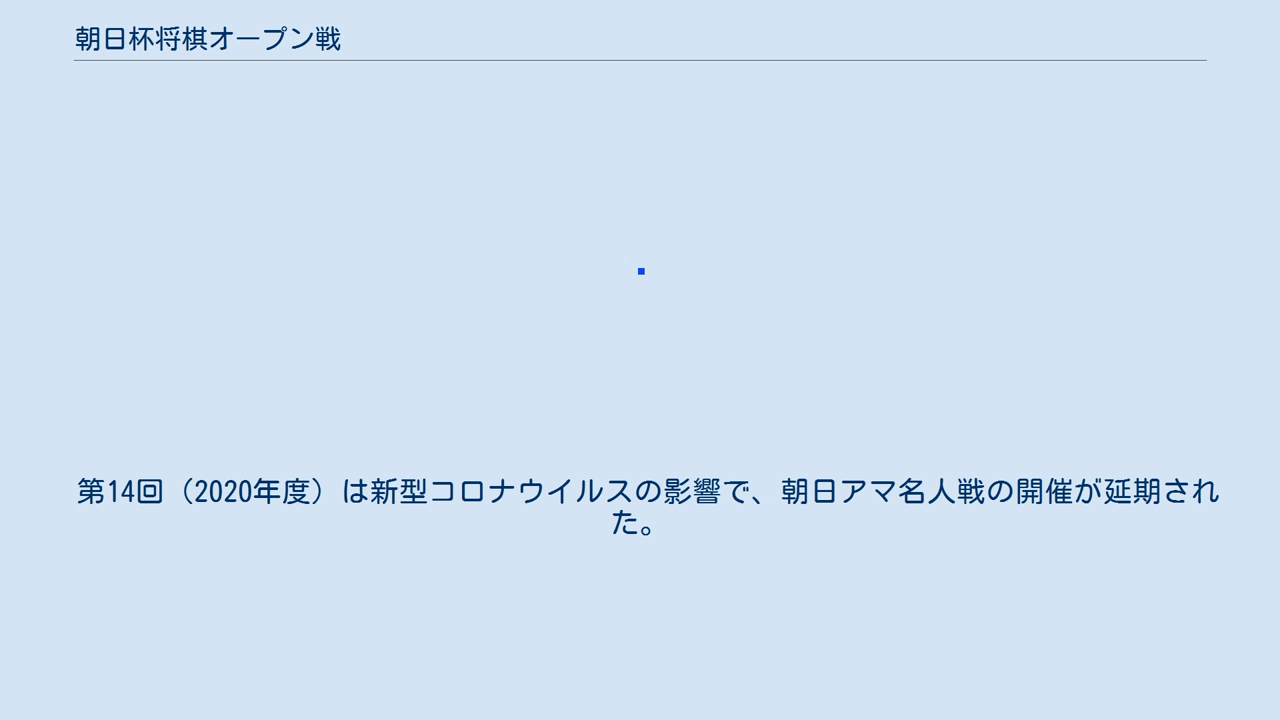 朝日杯将棋オープン戦
第14回（2020年度）は新型コロナウイルスの影響で、朝日アマ名人戦の開催が延期され
た。